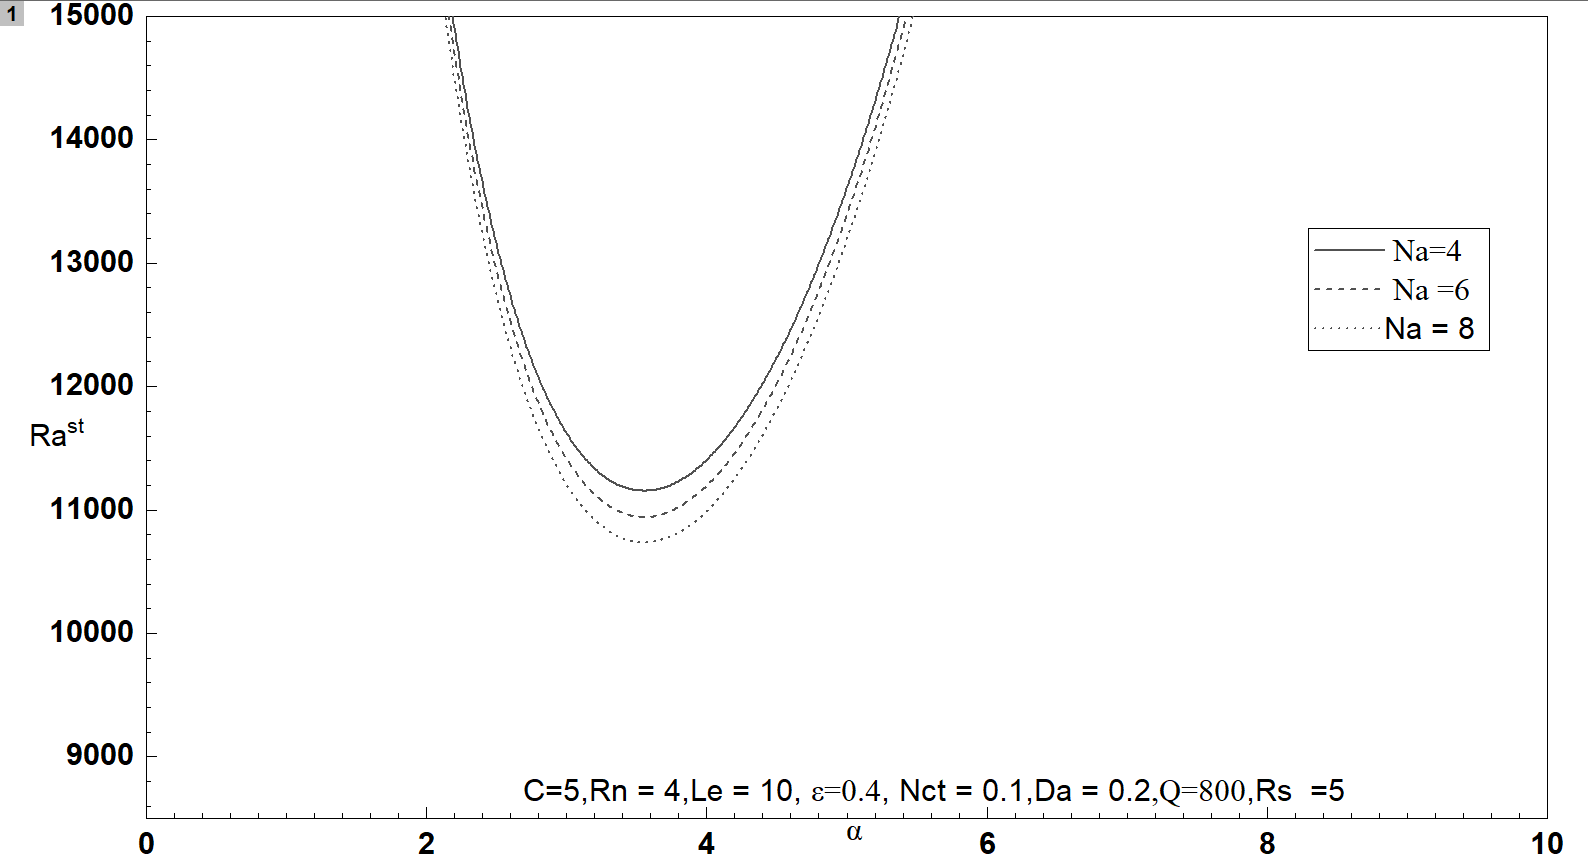 1
15000
14000
13000
12000
11000
10000
9000
Ra^st
Na=4
Na =6
Na = 8
C=5,Rn = 4,Le = 10, ε=0.4, Nct = 0.1,Da = 0.2,Q=800,Rs =5
0 2 4 6 8 10
α